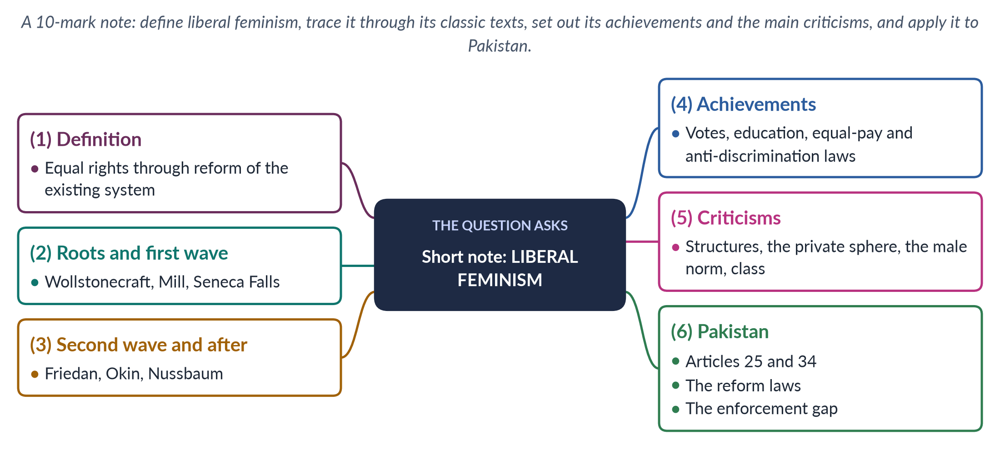 A 10-mark note: define liberal feminism, trace it through its classic texts, set out its achievements and the main criticisms, and apply it to
Pakistan.
(1) Definition
• Equal rights through reform of the
existing system
(2) Roots and first wave
• Wollstonecraft, Mill, Seneca Falls
(3) Second wave and after
• Friedan, Okin, Nussbaum
THE QUESTION ASKS
Short note: LIBERAL
FEMINISM
(4) Achievements
• Votes, education, equal-pay and
anti-discrimination laws
(5) Criticisms
• Structures, the private sphere, the male
norm, class
(6) Pakistan
• Articles 25 and 34
• The reform laws
• The enforcement gap